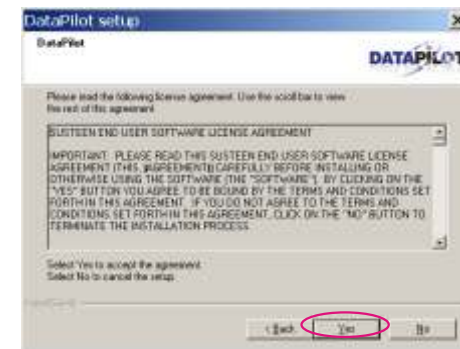 DataPilot setup
DataPilot
DATAPILOT
Please read the following license agreement. Use the scroll bar to view
the rest of this agreement.
SUSTEEN END USER SOFTWARE LICENSE AGREEMENT
IMPORTANT: PLEASE READ THIS SUSTEEN END USER SOFTWARE LICENSE
AGREEMENT (THIS, "AGREEMENT") CAREFULLY BEFORE INSTALLING OR
OTHERWISE USING THE SOFTWARE (THE "SOFTWARE"). BY CLICKING ON THE
"YES" BUTTON YOU AGREE TO BE BOUND BY THE TERMS AND CONDITIONS SET
FORTH IN THIS AGREEMENT. IF YOU DO NOT AGREE TO THE TERMS AND
CONDITIONS SET FORTH IN THIS AGREEMENT, CLICK ON THE "NO" BUTTON TO
TERMINATE THE INSTALLATION PROCESS.
Select Yes to accept the agreement.
Select No to cancel the setup.
< Back Yes No